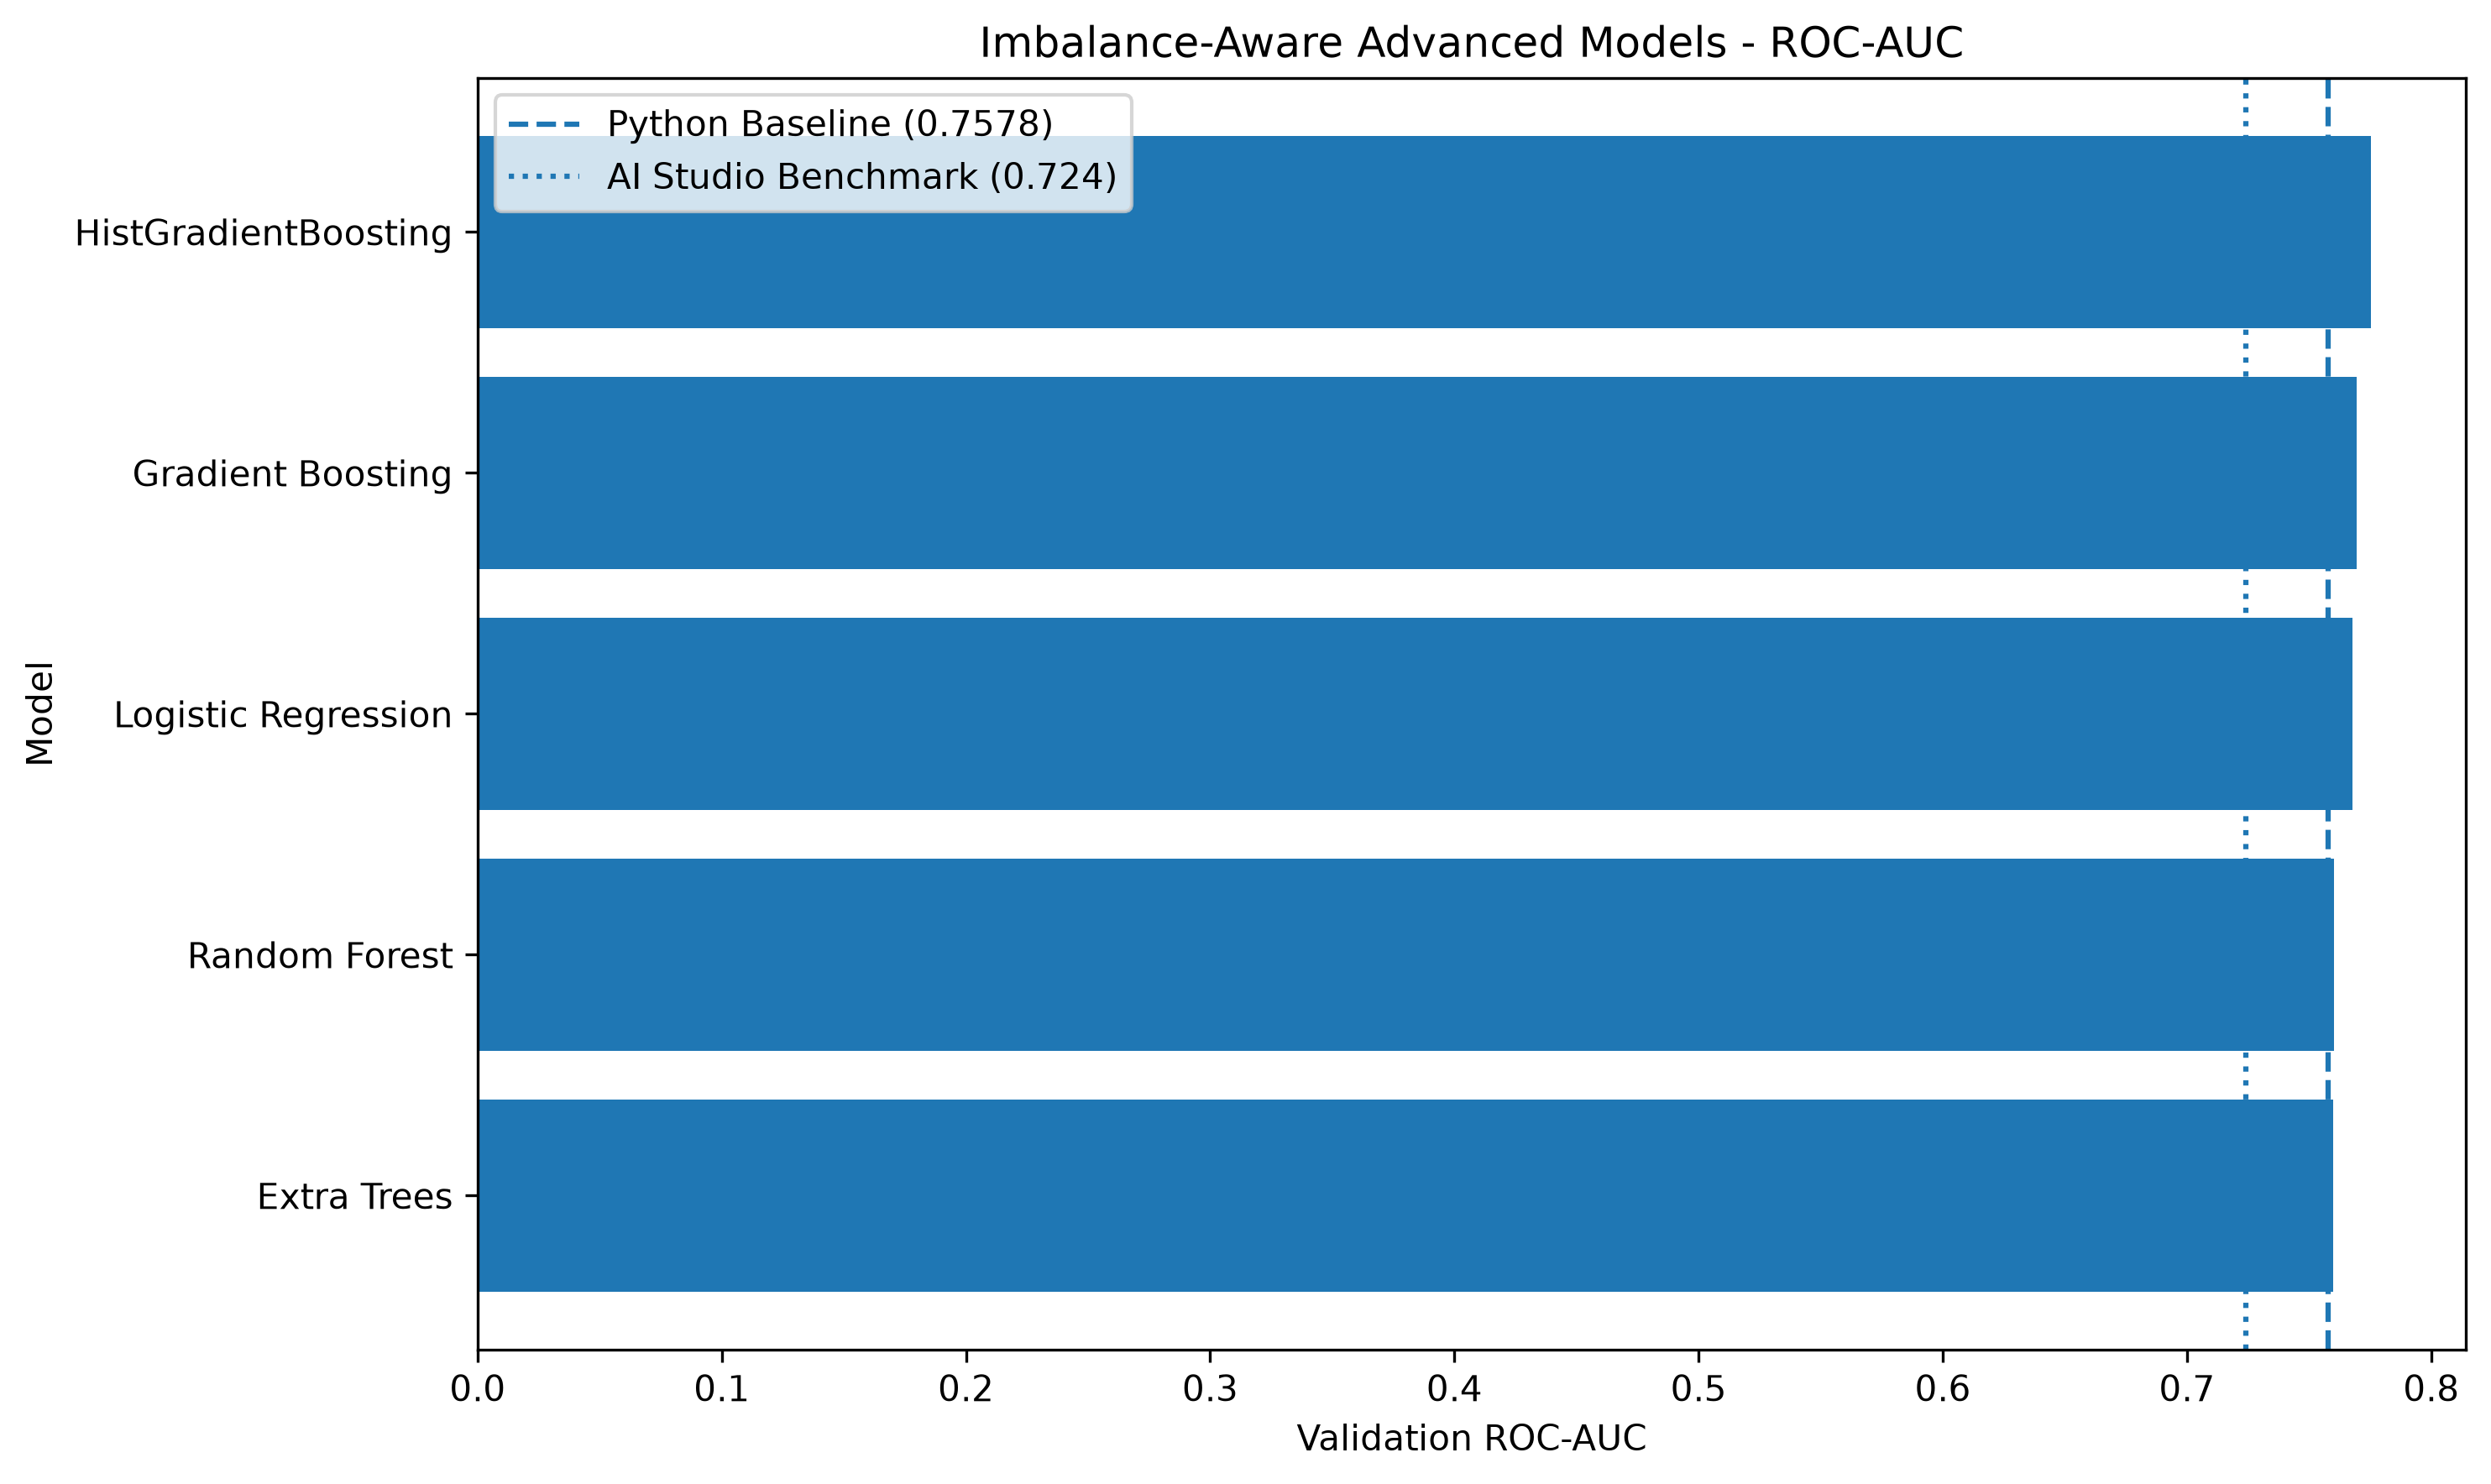 Imbalance-Aware Advanced Models - ROC-AUC
Python Baseline (0.7578)
AI Studio Benchmark (0.724)
HistGradientBoosting
Gradient Boosting
Logistic Regression
Random Forest
Extra Trees
Model
0.0 0.1 0.2 0.3 0.4 0.5 0.6 0.7 0.8
Validation ROC-AUC